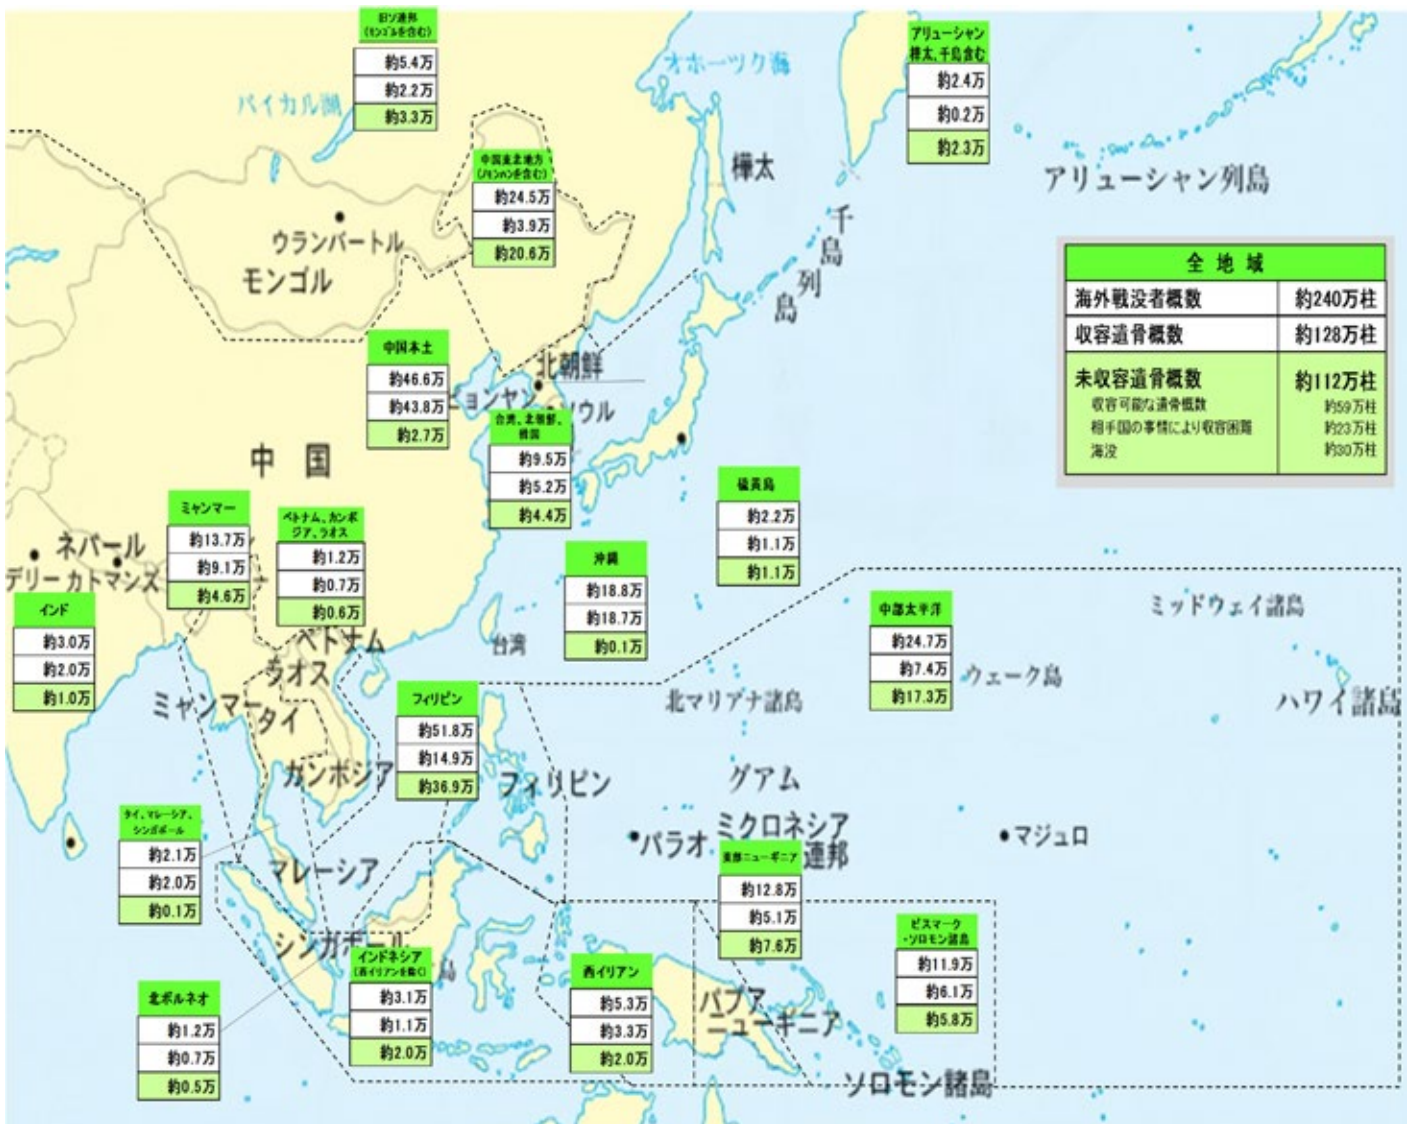 旧ソ連邦
(モンゴルを含む)
約5.4万
約2.2万
約3.3万
オホーツク海
バイカル湖
アリューシャン
樺太、千島含む
約2.4万
約0.2万
約2.3万
アリューシャン列島
中国東北地方
(ノモンハンを含む)
約24.5万
約3.9万
約20.6万
樺太
千島列島
ウランバートル
モンゴル
全地域
海外戦没者概数 約240万柱
収容遺骨概数 約128万柱
未収容遺骨概数 約112万柱
収容可能な遺骨概数 約59万柱
相手国の事情により収容困難 約23万柱
海没 約30万柱
中国本土
約46.6万
約43.8万
約2.7万
北朝鮮
ピョンヤン
ソウル
台湾、北朝鮮、
韓国
約9.5万
約5.2万
約4.4万
中国
硫黄島
約2.2万
約1.1万
約1.1万
ミャンマー
約13.7万
約9.1万
約4.6万
ベトナム、カンボ
ジア、ラオス
約1.2万
約0.7万
約0.6万
沖縄
約18.8万
約18.7万
約0.1万
ネパール
デリー カトマンズ
インド
約3.0万
約2.0万
約1.0万
台湾
中部太平洋
約24.7万
約7.4万
約17.3万
ミッドウェイ諸島
ウェーク島
ハワイ諸島
北マリアナ諸島
ベトナム
ラオス
ミャンマー
タイ
カンボジア
フィリピン
約51.8万
約14.9万
約36.9万
フィリピン
グアム
ミクロネシア
連邦
パラオ
マジュロ
タイ、マレーシア、
シンガポール
約2.1万
約2.0万
約0.1万
マレーシア
シンガポール
東部ニューギニア
約12.8万
約5.1万
約7.6万
ビスマーク
・ソロモン諸島
約11.9万
約6.1万
約5.8万
インドネシア
(西イリアンを除く)
約3.1万
約1.1万
約2.0万
島
西イリアン
約5.3万
約3.3万
約2.0万
北ボルネオ
約1.2万
約0.7万
約0.5万
パプア
ニューギニア
ソロモン諸島